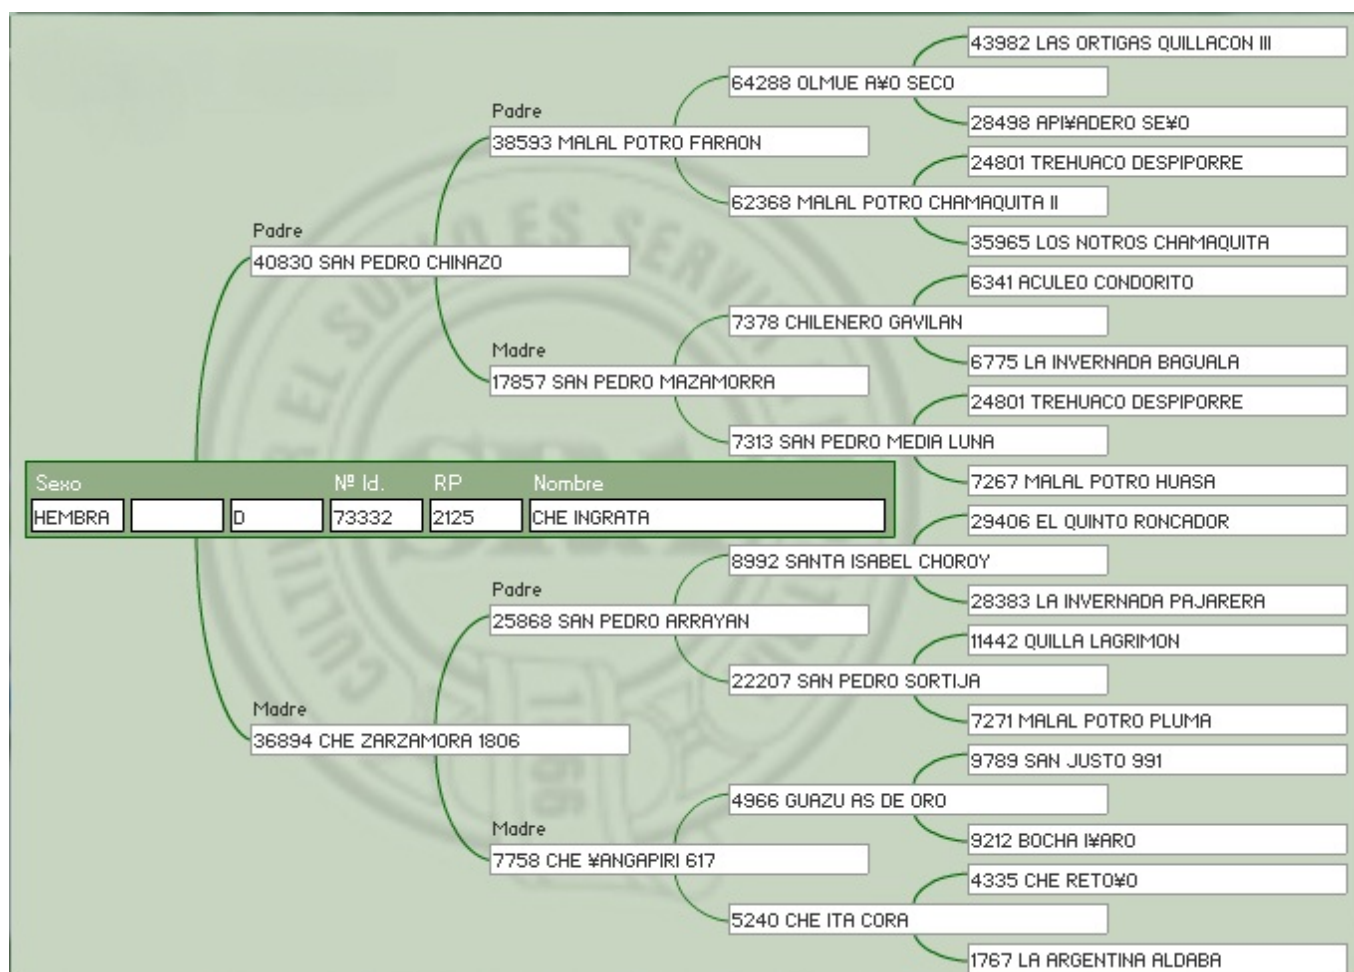 43982 LAS ORTIGAS QUILLACON III
64288 OLMUE A¥O SECO
Padre
28498 API¥ADERO SE¥O
38593 MALAL POTRO FARAON
24801 TREHUACO DESPIPORRE
62368 MALAL POTRO CHAMAQUITA II
Padre
35965 LOS NOTROS CHAMAQUITA
40830 SAN PEDRO CHINAZO
6341 ACULEO CONDORITO
7378 CHILENERO GAVILAN
Madre
6775 LA INVERNADA BAGUALA
17857 SAN PEDRO MAZAMORRA
24801 TREHUACO DESPIPORRE
7313 SAN PEDRO MEDIA LUNA
Sexo Nº Id. RP Nombre
7267 MALAL POTRO HUASA
HEMBRA D 73332 2125 CHE INGRATA
29406 EL QUINTO RONCADOR
8992 SANTA ISABEL CHOROY
Padre
28383 LA INVERNADA PAJARERA
25868 SAN PEDRO ARRAYAN
11442 QUILLA LAGRIMON
22207 SAN PEDRO SORTIJA
Madre
7271 MALAL POTRO PLUMA
36894 CHE ZARZAMORA 1806
9789 SAN JUSTO 991
4966 GUAZU AS DE ORO
Madre
9212 BOCHA I¥ARO
7758 CHE ¥ANGAPIRI 617
4335 CHE RETO¥O
5240 CHE ITA CORA
1767 LA ARGENTINA ALDABA
CULTIVAR EL SUELO ES SERVIR
1866